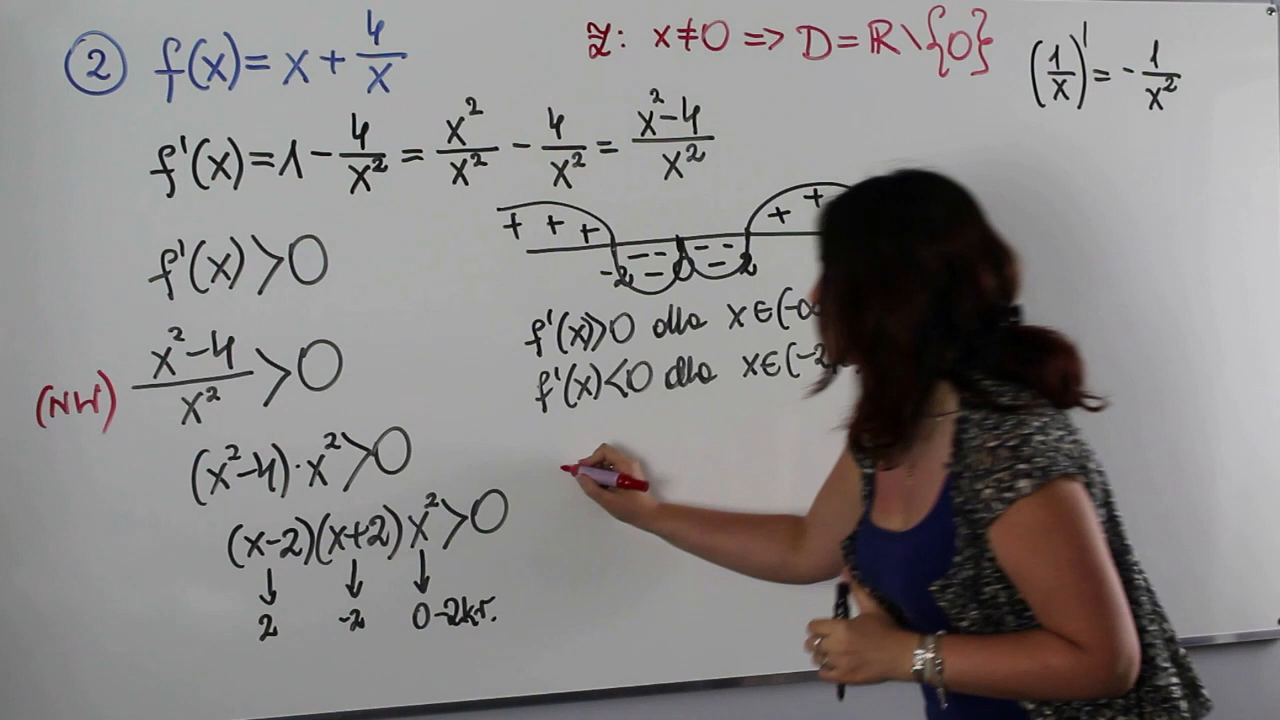 ② f(x) = x + 4/x
Z: x≠0 => D = R\{0}
(1/x)' = -1/x²
f'(x) = 1 - 4/x² = x²/x² - 4/x² = (x²-4)/x²
f'(x) > 0
(NW) (x²-4)/x² > 0
(x²-4)·x² > 0
(x-2)(x+2)x² > 0
2 -2 0-2kr.
+ + + + +
-- -- -- --
-2 0 2
f'(x)>0 dla x∈(-∞
f'(x)<0 dla x∈(-2,